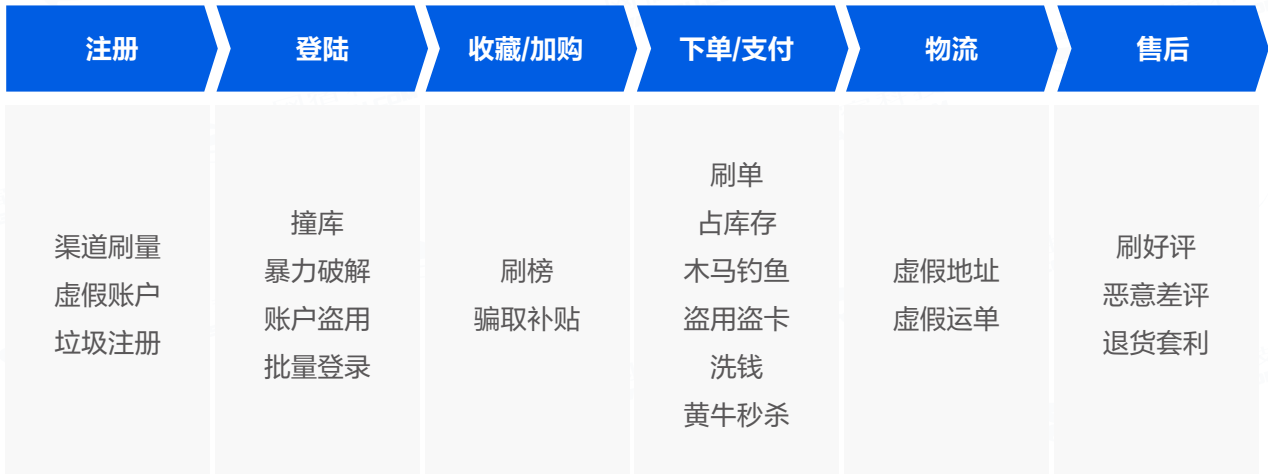 注册
登陆
收藏/加购
下单/支付
物流
售后
渠道刷量
虚假账户
垃圾注册
撞库
暴力破解
账户盗用
批量登录
刷榜
骗取补贴
刷单
占库存
木马钓鱼
盗用盗卡
洗钱
黄牛秒杀
虚假地址
虚假运单
刷好评
恶意差评
退货套利